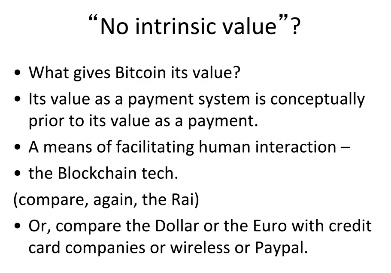 “No intrinsic value”?
• What gives Bitcoin its value?
• Its value as a payment system is conceptually
prior to its value as a payment.
• A means of facilitating human interaction –
• the Blockchain tech.
(compare, again, the Rai)
• Or, compare the Dollar or the Euro with credit
card companies or wireless or Paypal.